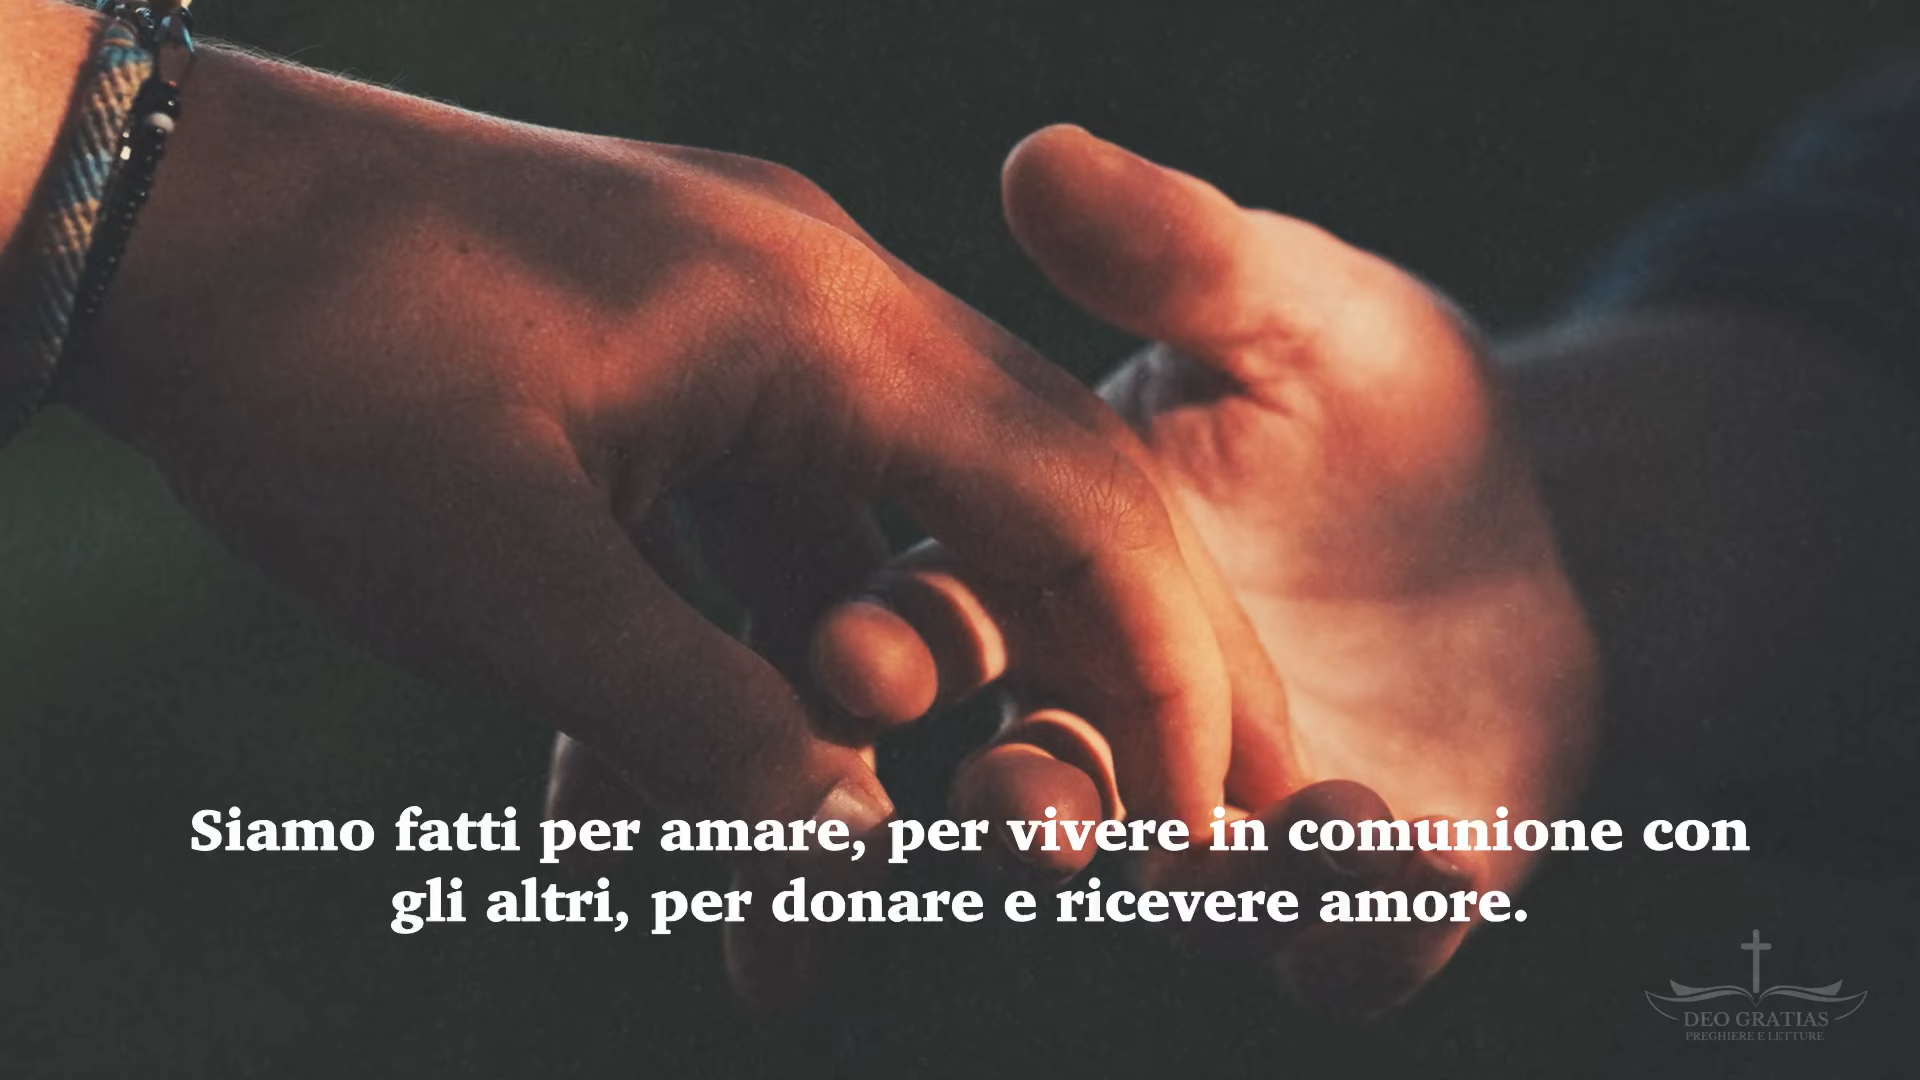 Siamo fatti per amare, per vivere in comunione con
gli altri, per donare e ricevere amore.
DEO GRATIAS
PREGHIERE E LETTURE